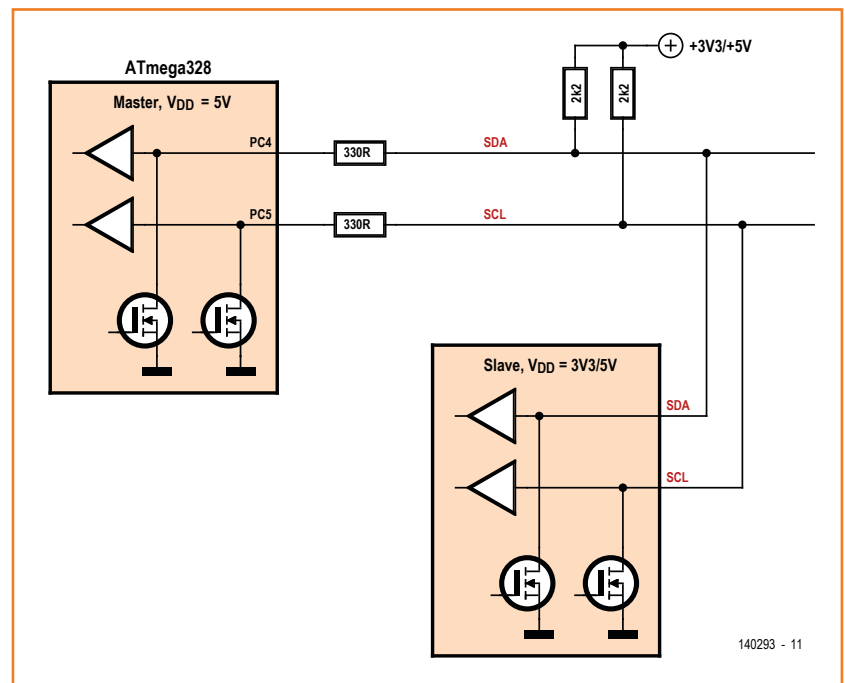 ATmega328
Master, VDD = 5V
PC4
PC5
330R
330R
SDA
SCL
2k2
2k2
+3V3/+5V
Slave, VDD = 3V3/5V
SDA
SCL
140293 - 11